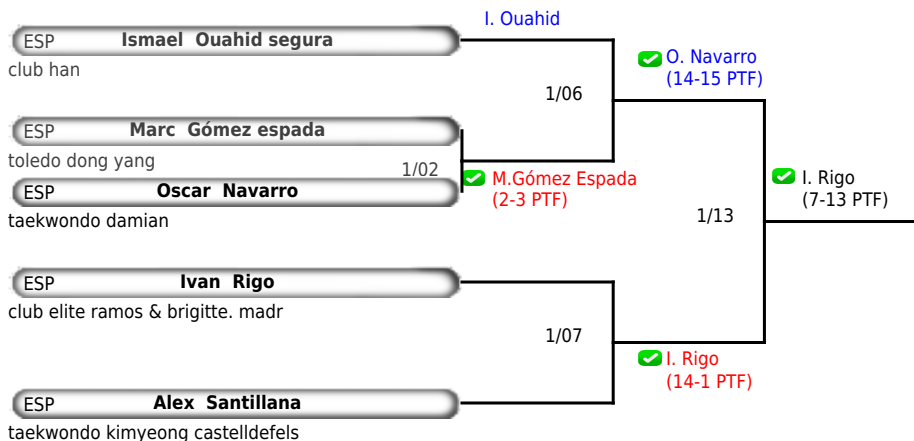 I. Ouahid
ESP Ismael Ouahid segura
club han
O. Navarro
(14-15 PTF)
1/06
ESP Marc Gómez espada
toledo dong yang
1/02
M.Gómez Espada
(2-3 PTF)
I. Rigo
(7-13 PTF)
ESP Oscar Navarro
taekwondo damian
1/13
ESP Ivan Rigo
club elite ramos & brigitte. madr
1/07
I. Rigo
(14-1 PTF)
ESP Alex Santillana
taekwondo kimyeong castelldefels